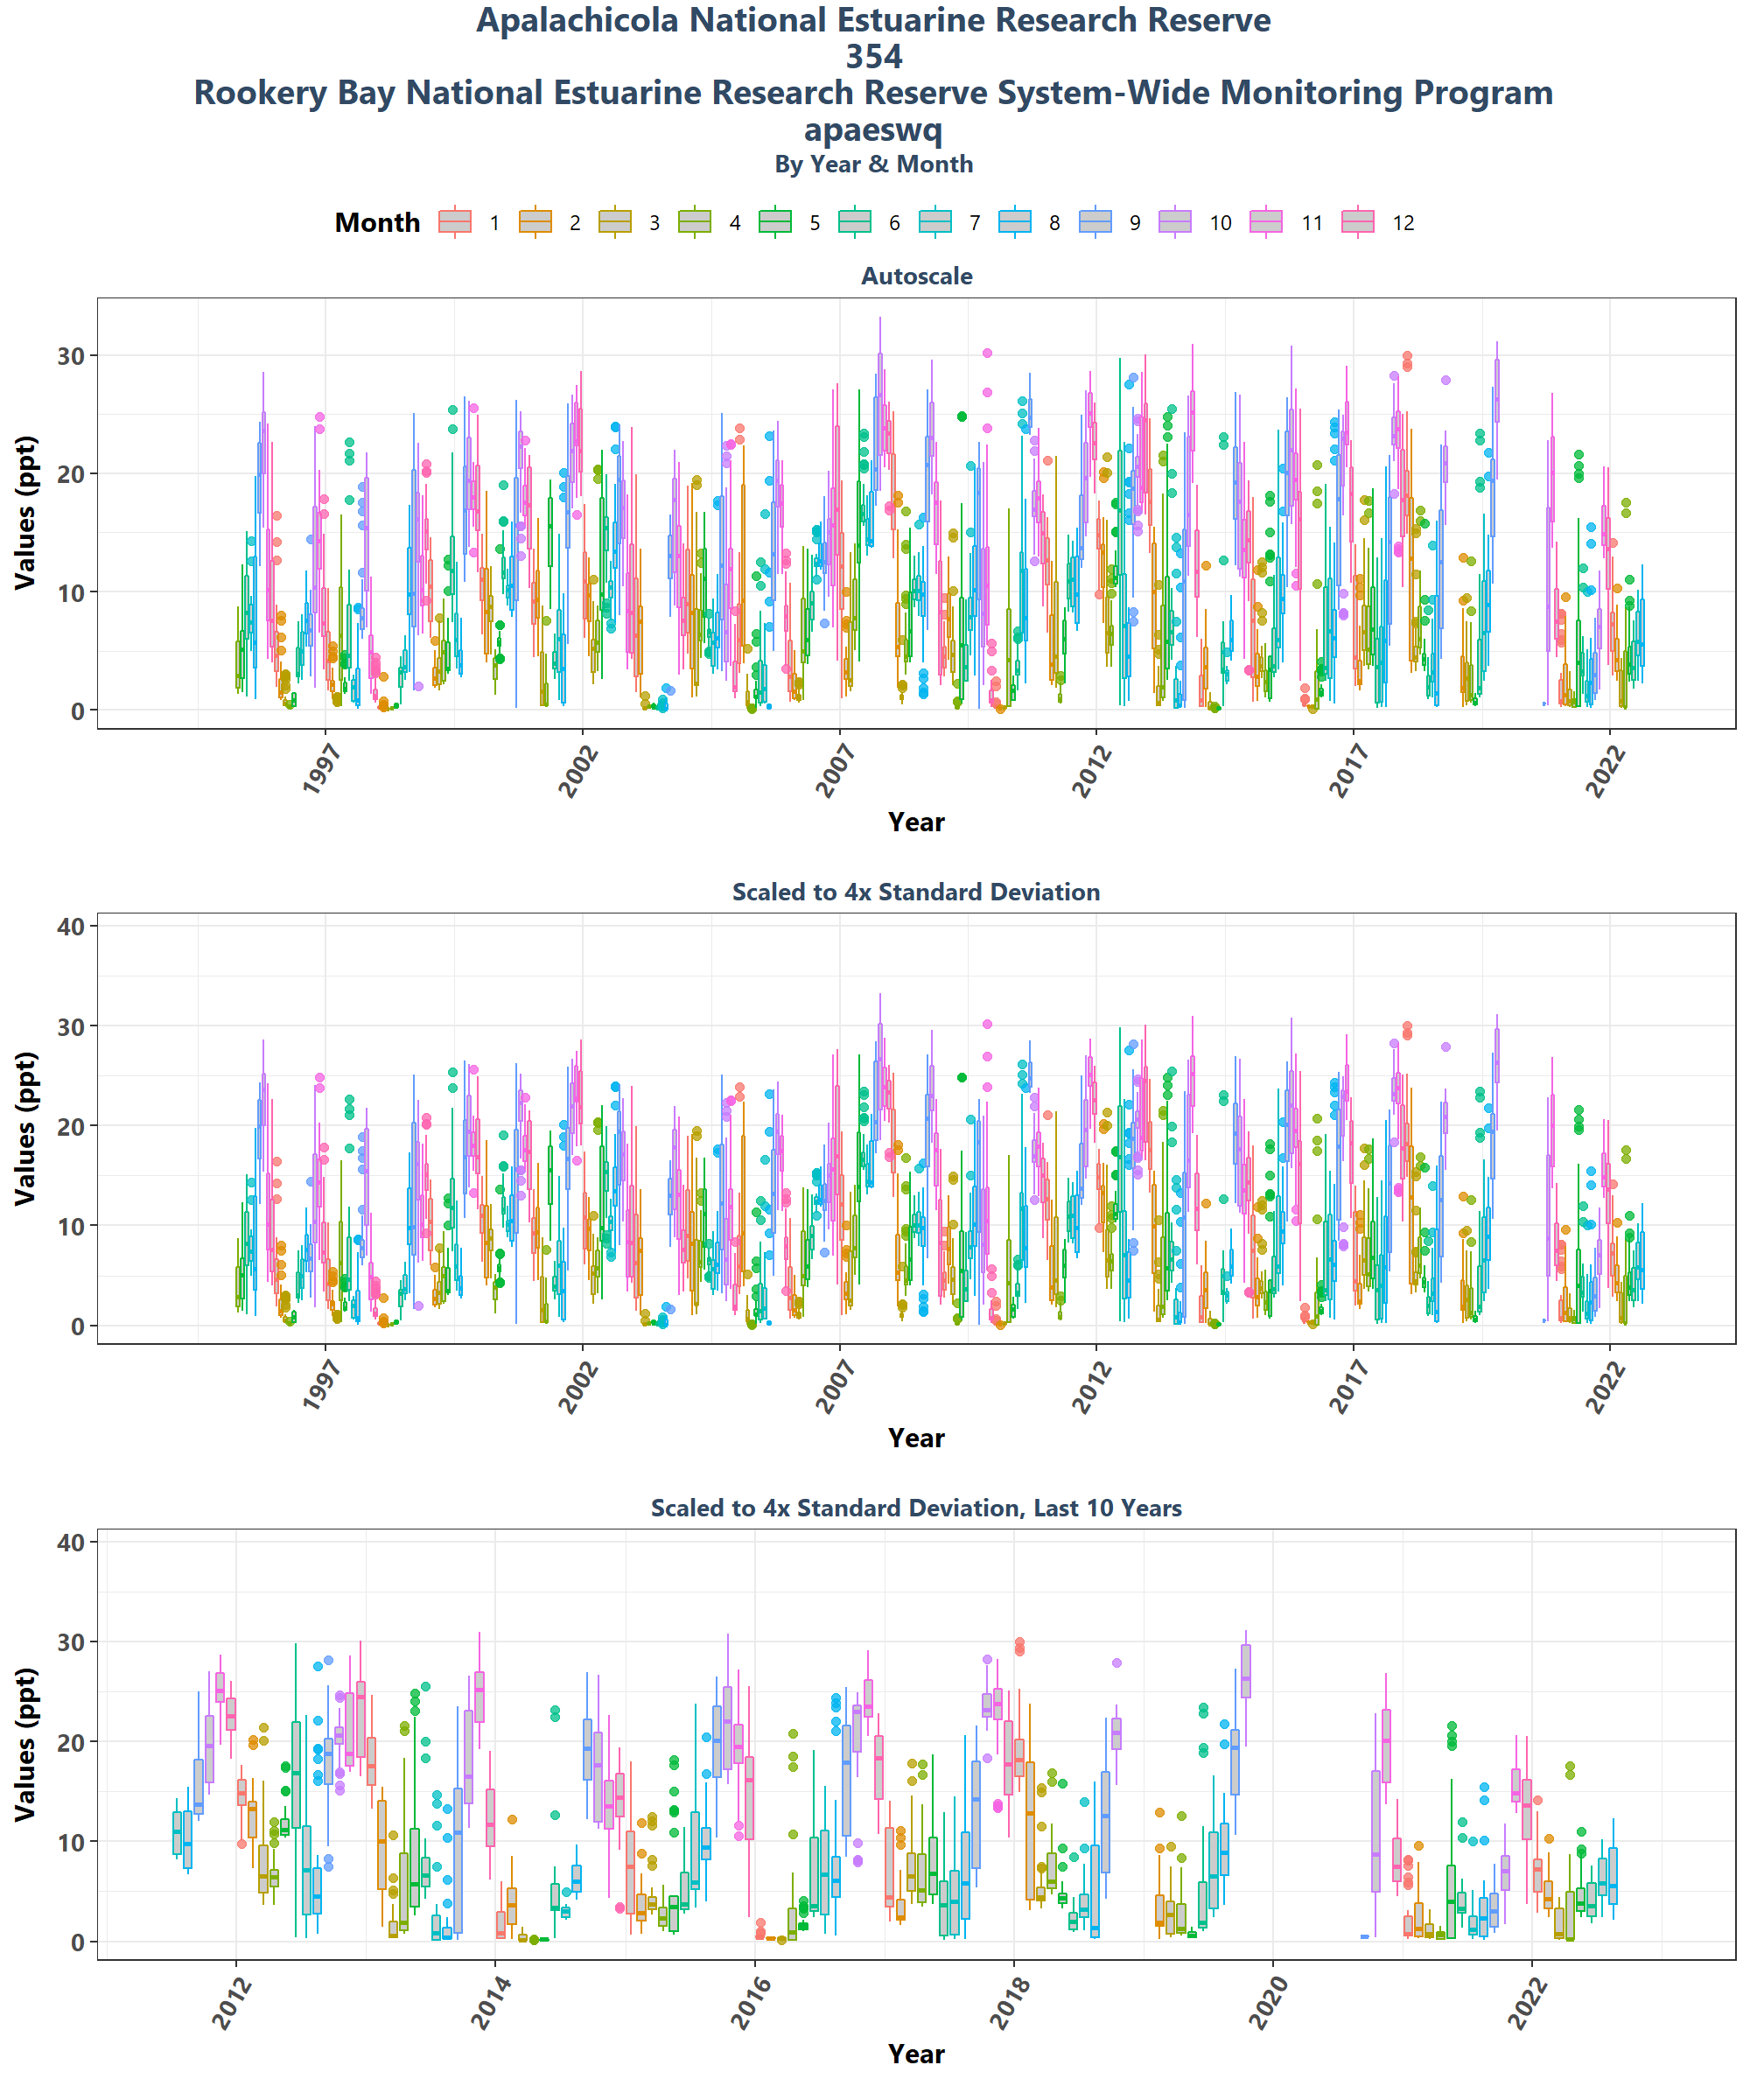 Apalachicola National Estuarine Research Reserve
354
Rookery Bay National Estuarine Research Reserve System-Wide Monitoring Program
apaeswq
By Year & Month
Month 1 2 3 4 5 6 7 8 9 10 11 12
Autoscale
Values (ppt)
30
20
10
0
1997 2002 2007 2012 2017 2022
Year
Scaled to 4x Standard Deviation
Values (ppt)
40
30
20
10
0
1997 2002 2007 2012 2017 2022
Year
Scaled to 4x Standard Deviation, Last 10 Years
Values (ppt)
40
30
20
10
0
2012 2014 2016 2018 2020 2022
Year